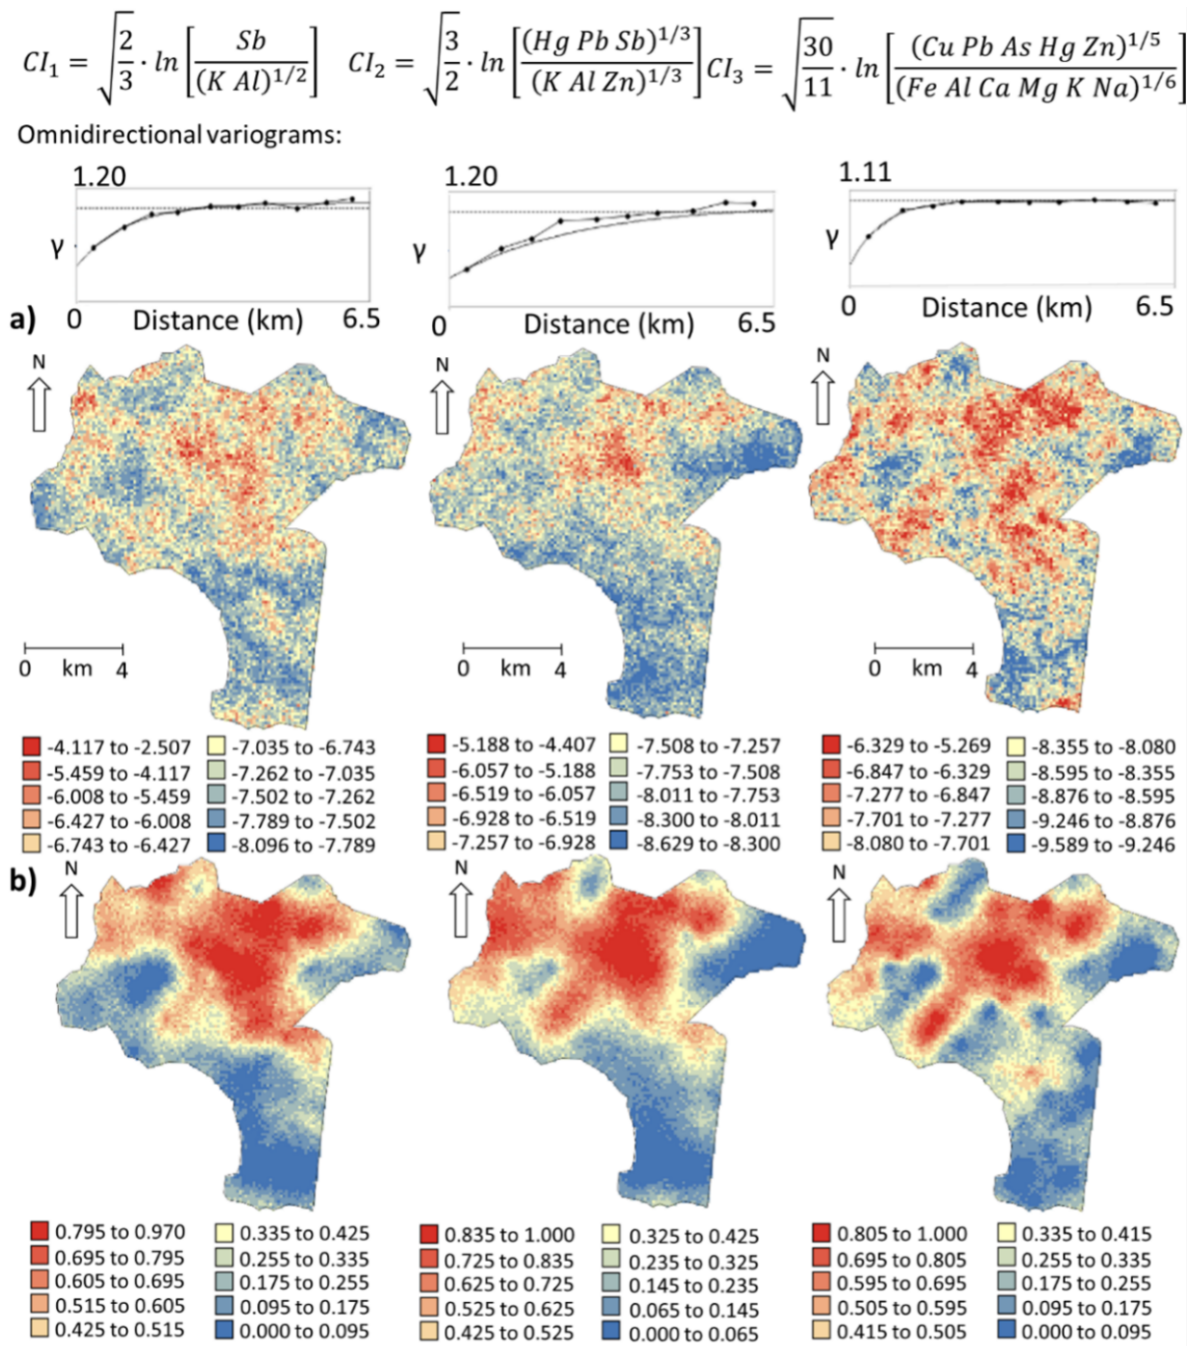 CI₁ = √(2/3) · ln [Sb / (K Al)^1/2] CI₂ = √(3/2) · ln [(Hg Pb Sb)^1/3 / (K Al Zn)^1/3] CI₃ = √(30/11) · ln [(Cu Pb As Hg Zn)^1/5 / (Fe Al Ca Mg K Na)^1/6]
Omnidirectional variograms:
1.20 1.20 1.11
γ γ γ
a) 0 Distance (km) 6.5 0 Distance (km) 6.5 0 Distance (km) 6.5
N N N
0 km 4 0 km 4 0 km 4
-4.117 to -2.507 -7.035 to -6.743 -5.188 to -4.407 -7.508 to -7.257 -6.329 to -5.269 -8.355 to -8.080
-5.459 to -4.117 -7.262 to -7.035 -6.057 to -5.188 -7.753 to -7.508 -6.847 to -6.329 -8.595 to -8.355
-6.008 to -5.459 -7.502 to -7.262 -6.519 to -6.057 -8.011 to -7.753 -7.277 to -6.847 -8.876 to -8.595
-6.427 to -6.008 -7.789 to -7.502 -6.928 to -6.519 -8.300 to -8.011 -7.701 to -7.277 -9.246 to -8.876
-6.743 to -6.427 -8.096 to -7.789 -7.257 to -6.928 -8.629 to -8.300 -8.080 to -7.701 -9.589 to -9.246
b) N N N
0.795 to 0.970 0.335 to 0.425 0.835 to 1.000 0.325 to 0.425 0.805 to 1.000 0.335 to 0.415
0.695 to 0.795 0.255 to 0.335 0.725 to 0.835 0.235 to 0.325 0.695 to 0.805 0.255 to 0.335
0.605 to 0.695 0.175 to 0.255 0.625 to 0.725 0.145 to 0.235 0.595 to 0.695 0.175 to 0.255
0.515 to 0.605 0.095 to 0.175 0.525 to 0.625 0.065 to 0.145 0.505 to 0.595 0.095 to 0.175
0.425 to 0.515 0.000 to 0.095 0.425 to 0.525 0.000 to 0.065 0.415 to 0.505 0.000 to 0.095